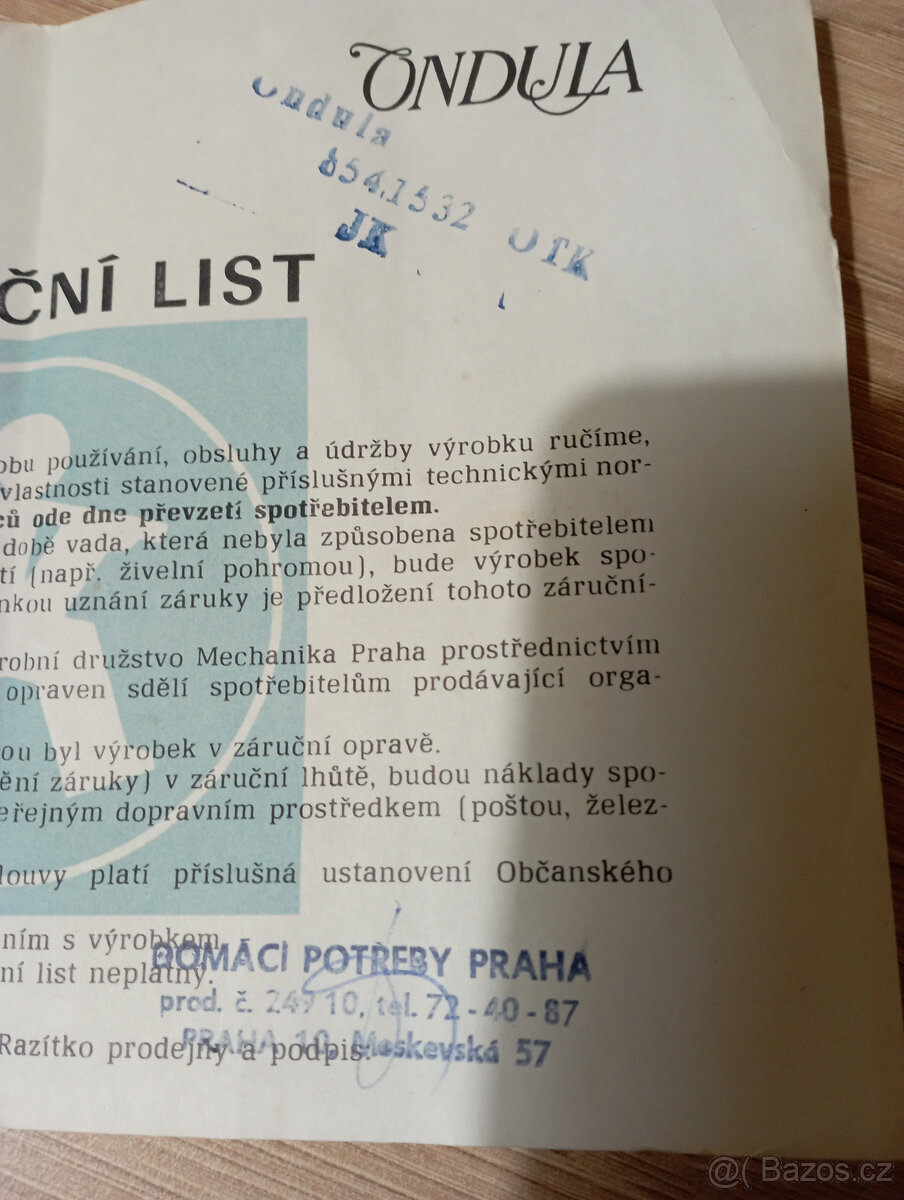 ONDULA
Ondula
854.1532 OTK
JK
ČNÍ LIST
obu používání, obsluhy a údržby výrobku ručíme,
vlastnosti stanovené příslušnými technickými nor-
ců ode dne převzetí spotřebitelem.
době vada, která nebyla způsobena spotřebitelem
tí (např. živelní pohromou), bude výrobek spo-
nkou uznání záruky je předložení tohoto záruční-
robní družstvo Mechanika Praha prostřednictvím
opraven sdělí spotřebitelům prodávající orga-
ou byl výrobek v záruční opravě.
ění záruky) v záruční lhůtě, budou náklady spo-
eřejným dopravním prostředkem (poštou, želez-
louvy platí příslušná ustanovení Občanského
ním s výrobkem
ní list neplatný.
DOMÁCÍ POTŘEBY PRAHA
prod. č. 249 10, tel. 72-40-87
PRAHA 10, Moskevská 57
Razítko prodejny a podpis:
@( Bazos.cz